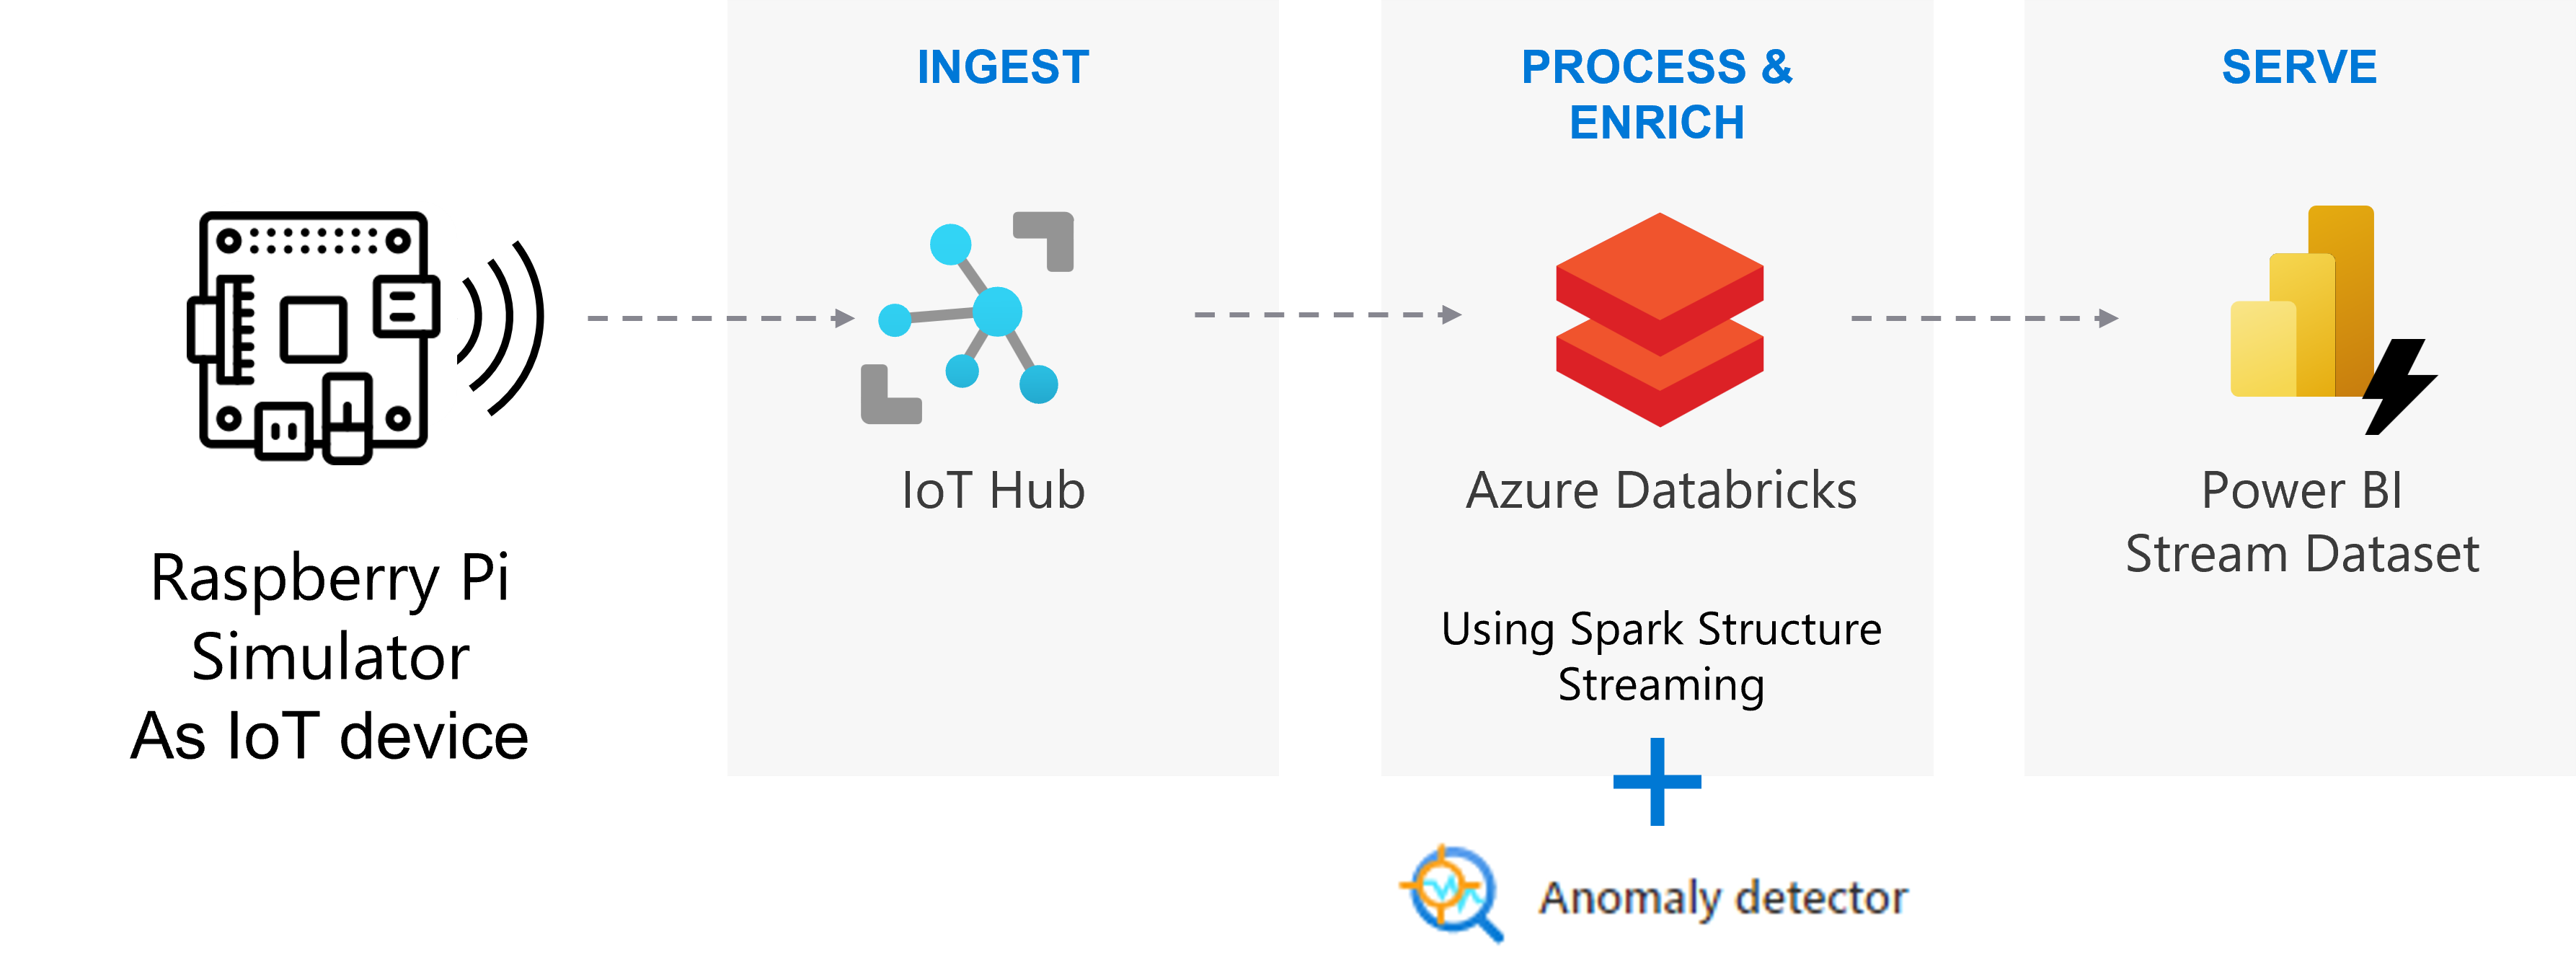 INGEST
PROCESS &
ENRICH
SERVE
Raspberry Pi
Simulator
As IoT device
IoT Hub
Azure Databricks
Using Spark Structure
Streaming
Anomaly detector
Power BI
Stream Dataset